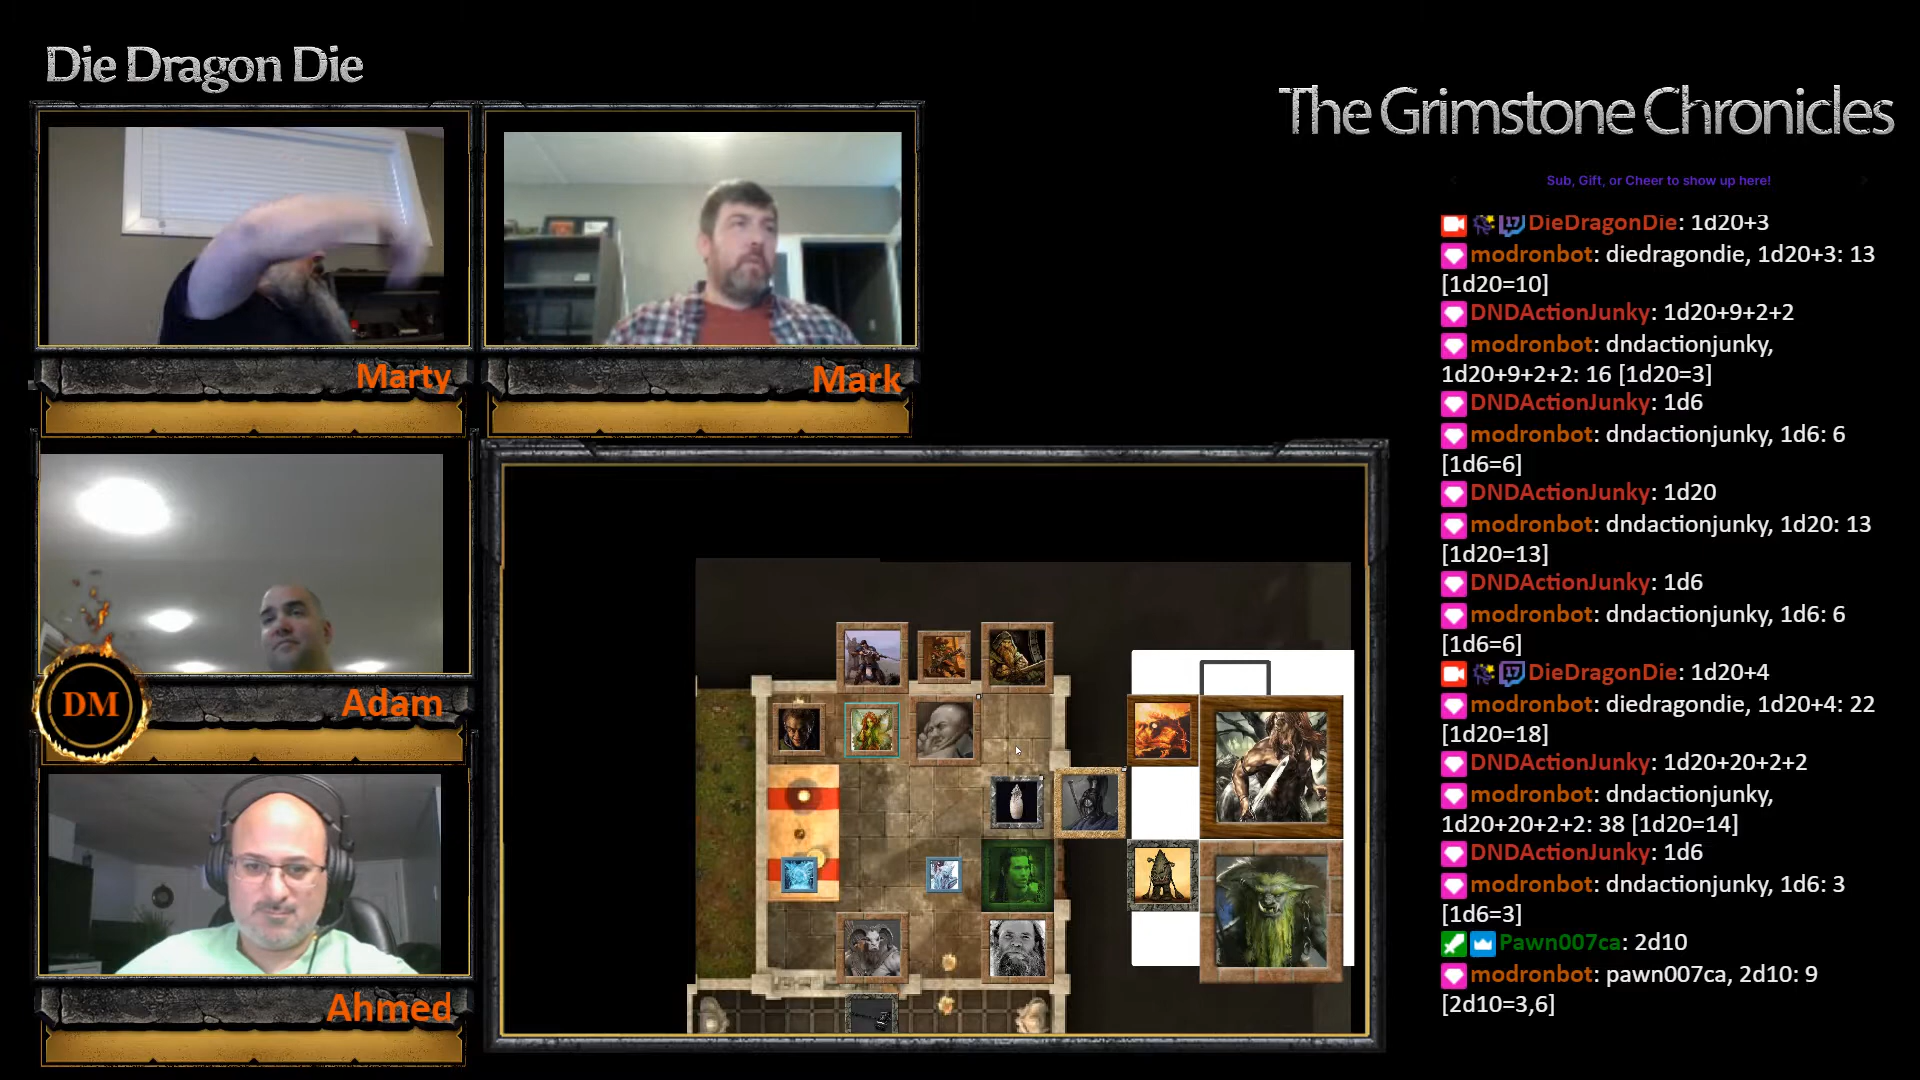 Die Dragon Die
The Grimstone Chronicles
Sub, Gift, or Cheer to show up here!
Marty
Mark
DM
Adam
Ahmed
17 DieDragonDie: 1d20+3
modronbot: diedragondie, 1d20+3: 13
[1d20=10]
DNDActionJunky: 1d20+9+2+2
modronbot: dndactionjunky,
1d20+9+2+2: 16 [1d20=3]
DNDActionJunky: 1d6
modronbot: dndactionjunky, 1d6: 6
[1d6=6]
DNDActionJunky: 1d20
modronbot: dndactionjunky, 1d20: 13
[1d20=13]
DNDActionJunky: 1d6
modronbot: dndactionjunky, 1d6: 6
[1d6=6]
17 DieDragonDie: 1d20+4
modronbot: diedragondie, 1d20+4: 22
[1d20=18]
DNDActionJunky: 1d20+20+2+2
modronbot: dndactionjunky,
1d20+20+2+2: 38 [1d20=14]
DNDActionJunky: 1d6
modronbot: dndactionjunky, 1d6: 3
[1d6=3]
Pawn007ca: 2d10
modronbot: pawn007ca, 2d10: 9
[2d10=3,6]